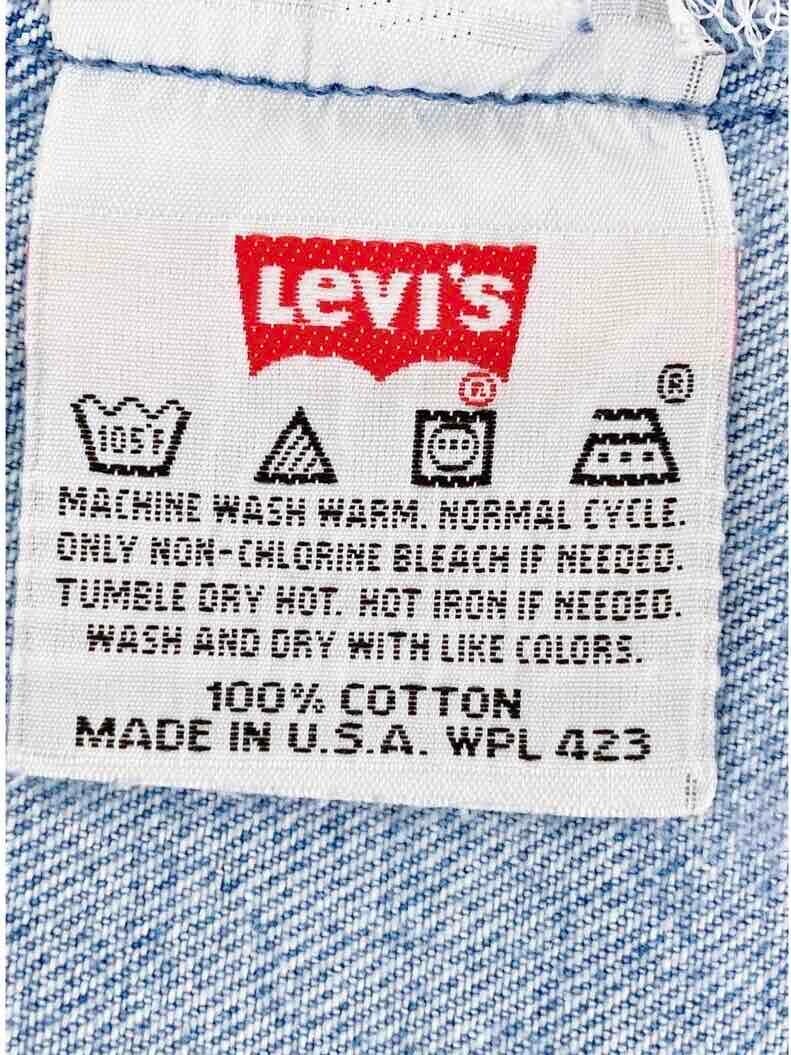 Levi's
®
®
105°F
MACHINE WASH WARM. NORMAL CYCLE.
ONLY NON-CHLORINE BLEACH IF NEEDED.
TUMBLE DRY HOT. HOT IRON IF NEEDED.
WASH AND DRY WITH LIKE COLORS.
100% COTTON
MADE IN U.S.A. WPL 423